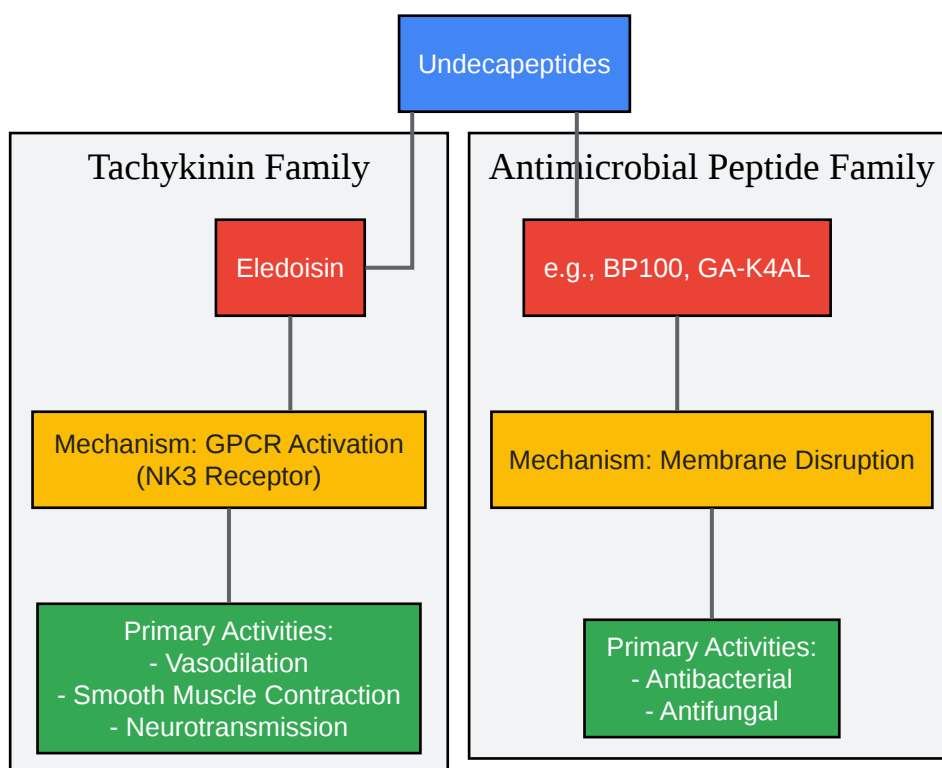 Undecapeptides
Tachykinin Family
Eledoisin
Mechanism: GPCR Activation
(NK3 Receptor)
Primary Activities:
- Vasodilation
- Smooth Muscle Contraction
- Neurotransmission
Antimicrobial Peptide Family
e.g., BP100, GA-K4AL
Mechanism: Membrane Disruption
Primary Activities:
- Antibacterial
- Antifungal